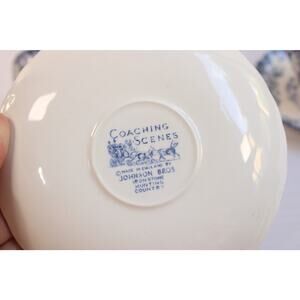 COACHING
SCENES
©MADE IN ENGLAND BY
JOHNSON BROS
IRONSTONE
HUNTING
COUNTRY